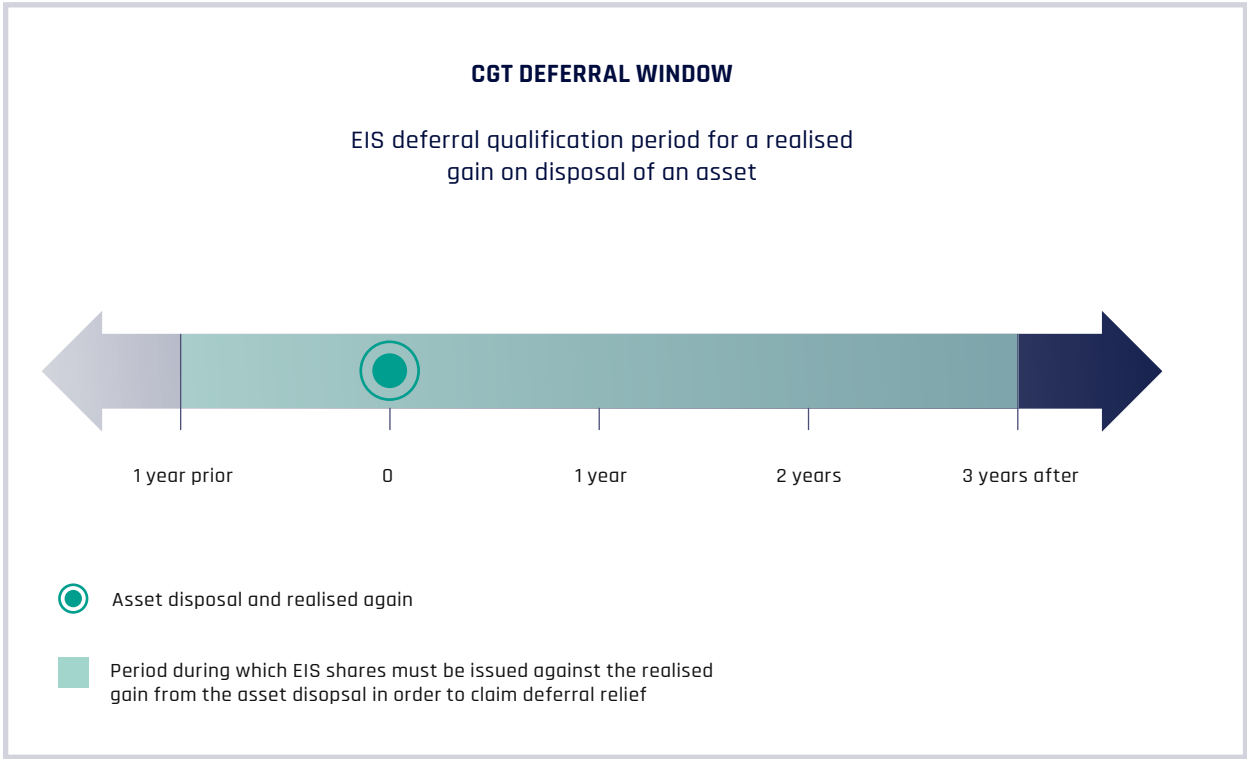 CGT DEFERRAL WINDOW
EIS deferral qualification period for a realised
gain on disposal of an asset
1 year prior
0
1 year
2 years
3 years after
Asset disposal and realised again
Period during which EIS shares must be issued against the realised
gain from the asset disopsal in order to claim deferral relief